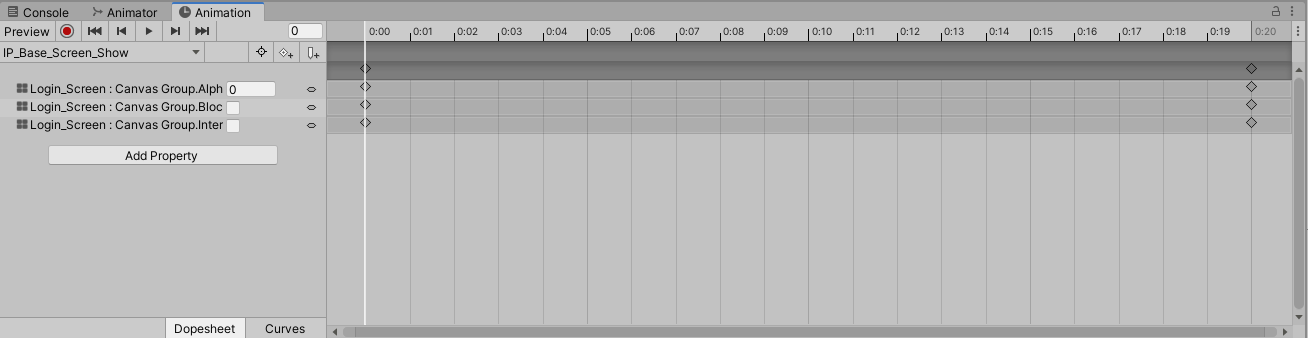 Console Animator Animation
Preview 0 0:00 0:01 0:02 0:03 0:04 0:05 0:06 0:07 0:08 0:09 0:10 0:11 0:12 0:13 0:14 0:15 0:16 0:17 0:18 0:19 0:20
IP_Base_Screen_Show
Login_Screen : Canvas Group.Alph 0
Login_Screen : Canvas Group.Bloc
Login_Screen : Canvas Group.Inter
Add Property
Dopesheet Curves